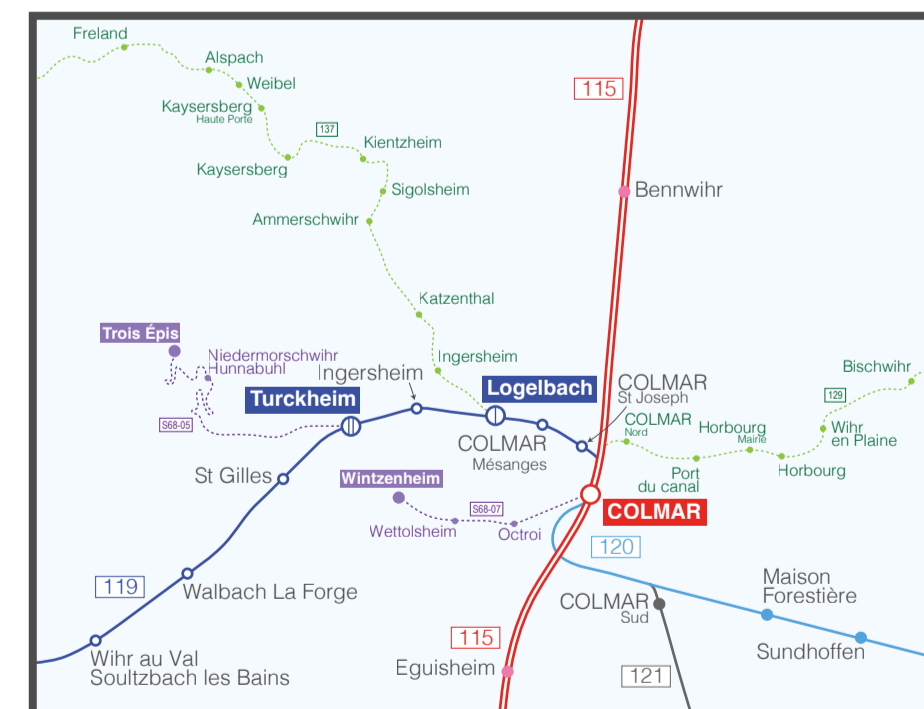 Freland
Alspach
Weibel
Kaysersberg
Haute Porte
137
Kientzheim
Kaysersberg
Sigolsheim
Ammerschwihr
115
Bennwihr
Katzenthal
Trois Épis
Niedermorschwihr
Hunnabuhl
Ingersheim
Ingersheim
Turckheim
Logelbach
COLMAR
St Joseph
Bischwihr
129
S68-05
COLMAR
Nord
Horbourg
Mairie
Wihr
en Plaine
COLMAR
Mésanges
Port
du canal
Horbourg
St Gilles
Wintzenheim
S68-07
Wettolsheim
Octroi
COLMAR
120
119
Walbach La Forge
COLMAR
Sud
Maison
Forestière
Sundhoffen
115
Eguisheim
121
Wihr au Val
Soultzbach les Bains